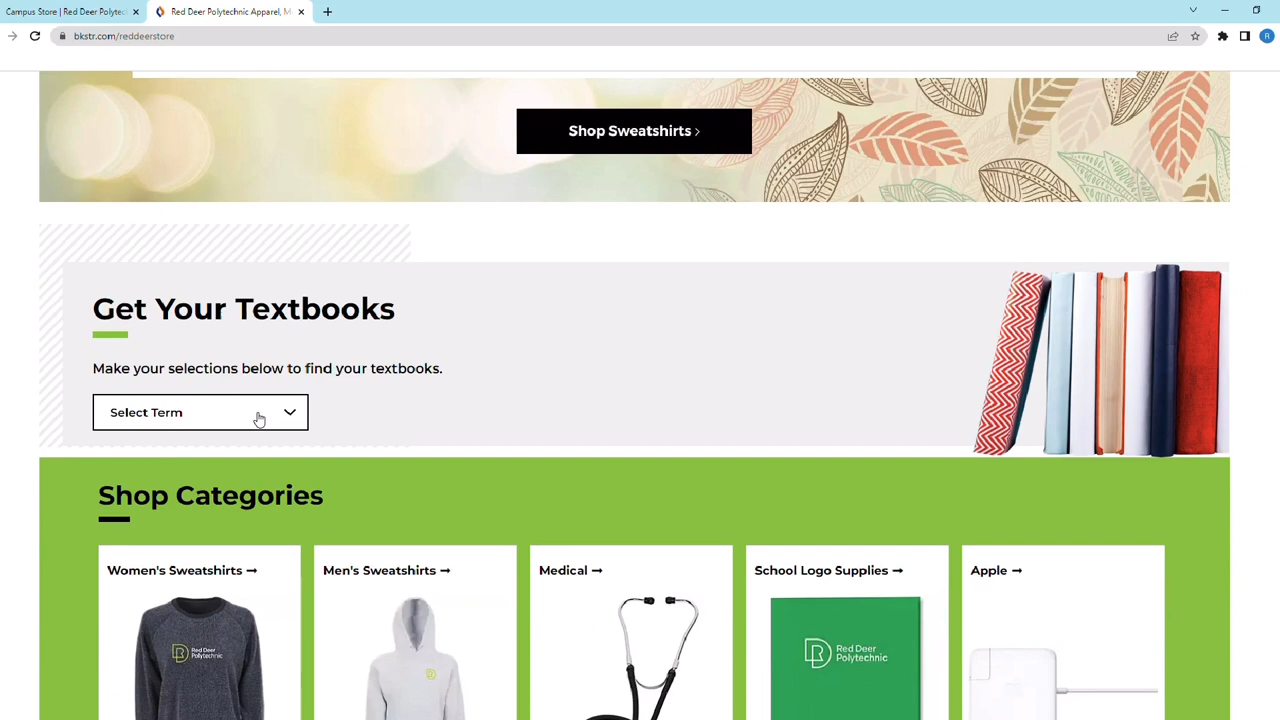 Campus Store | Red Deer Polytec
Red Deer Polytechnic Apparel, M
bkstr.com/reddeerstore
R
Shop Sweatshirts ›
Get Your Textbooks
Make your selections below to find your textbooks.
Select Term
Shop Categories
Women's Sweatshirts →
Men's Sweatshirts →
Medical →
School Logo Supplies →
Apple →
Red Deer
Polytechnic
Red Deer
Polytechnic